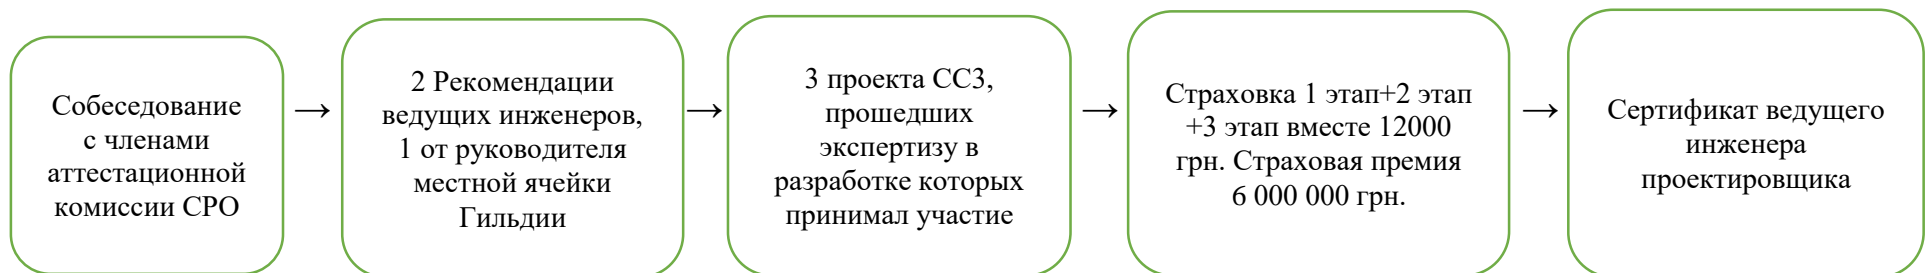 Собеседование
с членами
аттестационной
комиссии СРО
→
2 Рекомендации
ведущих инженеров,
1 от руководителя
местной ячейки
Гильдии
→
3 проекта СС3,
прошедших
экспертизу в
разработке которых
принимал участие
→
Страховка 1 этап+2 этап
+3 этап вместе 12000
грн. Страховая премия
6 000 000 грн.
→
Сертификат ведущего
инженера
проектировщика